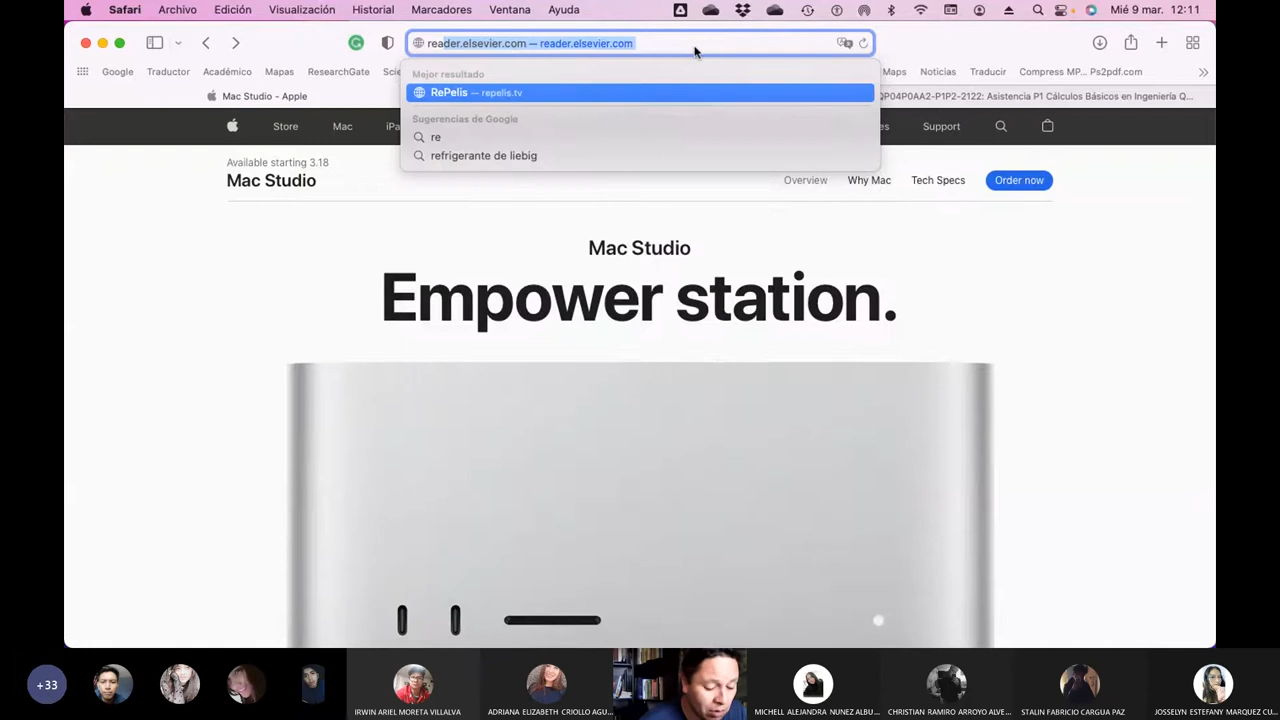 Safari Archivo Edición Visualización Historial Marcadores Ventana Ayuda Mié 9 mar. 12:11
reader.elsevier.com — reader.elsevier.com
Mejor resultado
RePelis — repelis.tv
Sugerencias de Google
re
refrigerante de liebig
Google Traductor Académico Mapas ResearchGate Maps Noticias Traducir Compress MP... Ps2pdf.com
Mac Studio - Apple QP04P0AA2-P1P2-2122: Asistencia P1 Cálculos Básicos en Ingeniería Q...
Store Mac iPa es Support
Available starting 3.18
Mac Studio
Overview Why Mac Tech Specs Order now
Mac Studio
Empower station.
+33
IRWIN ARIEL MORETA VILLALVA
ADRIANA ELIZABETH CRIOLLO AGU...
MICHELL ALEJANDRA NUNEZ ALBU...
CHRISTIAN RAMIRO ARROYO ALVE...
STALIN FABRICIO CARGUA PAZ
JOSSELYN ESTEFANY MARQUEZ CU...